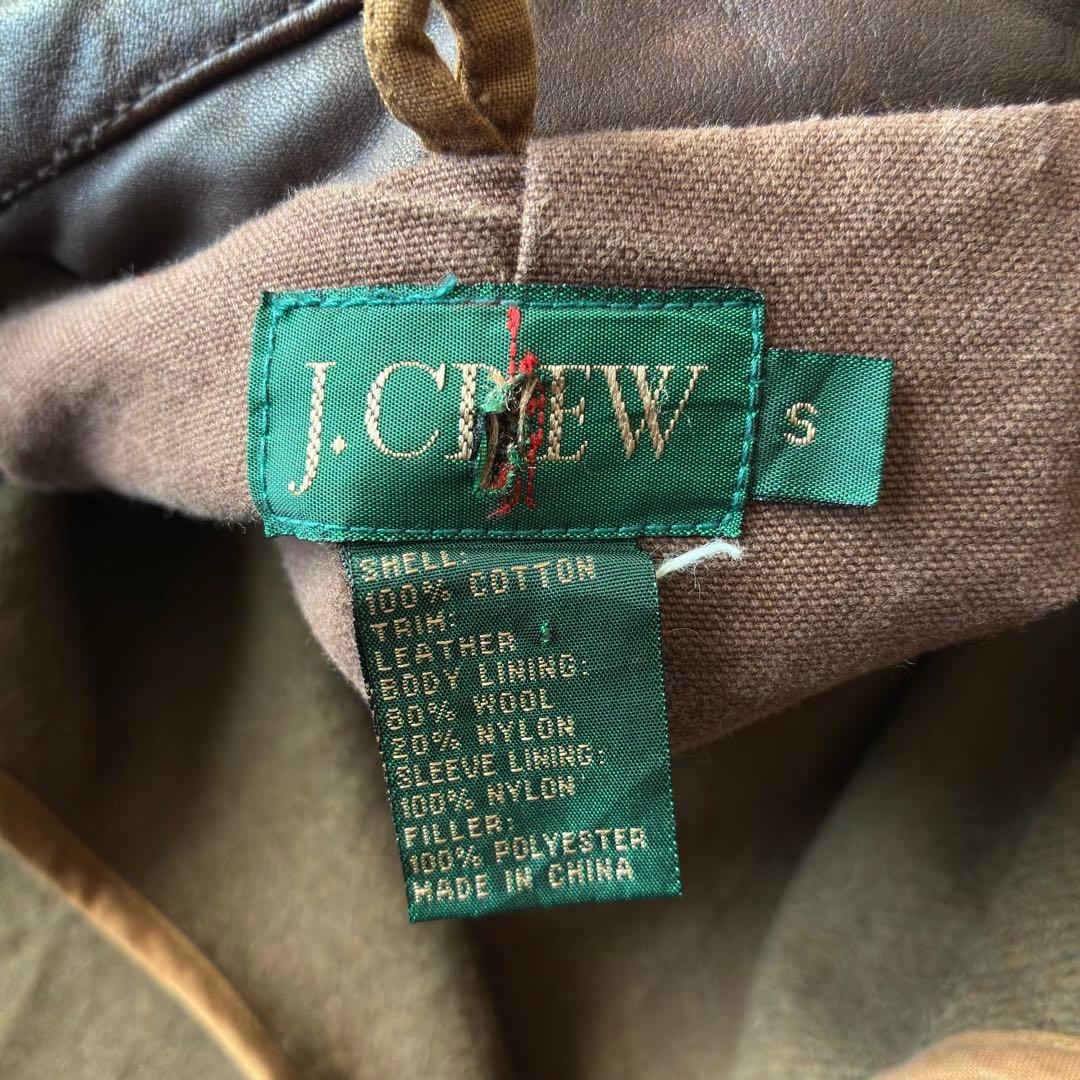 J.CREW
S
SHELL:
100% COTTON
TRIM:
LEATHER
BODY LINING:
80% WOOL
20% NYLON
SLEEVE LINING:
100% NYLON
FILLER:
100% POLYESTER
MADE IN CHINA